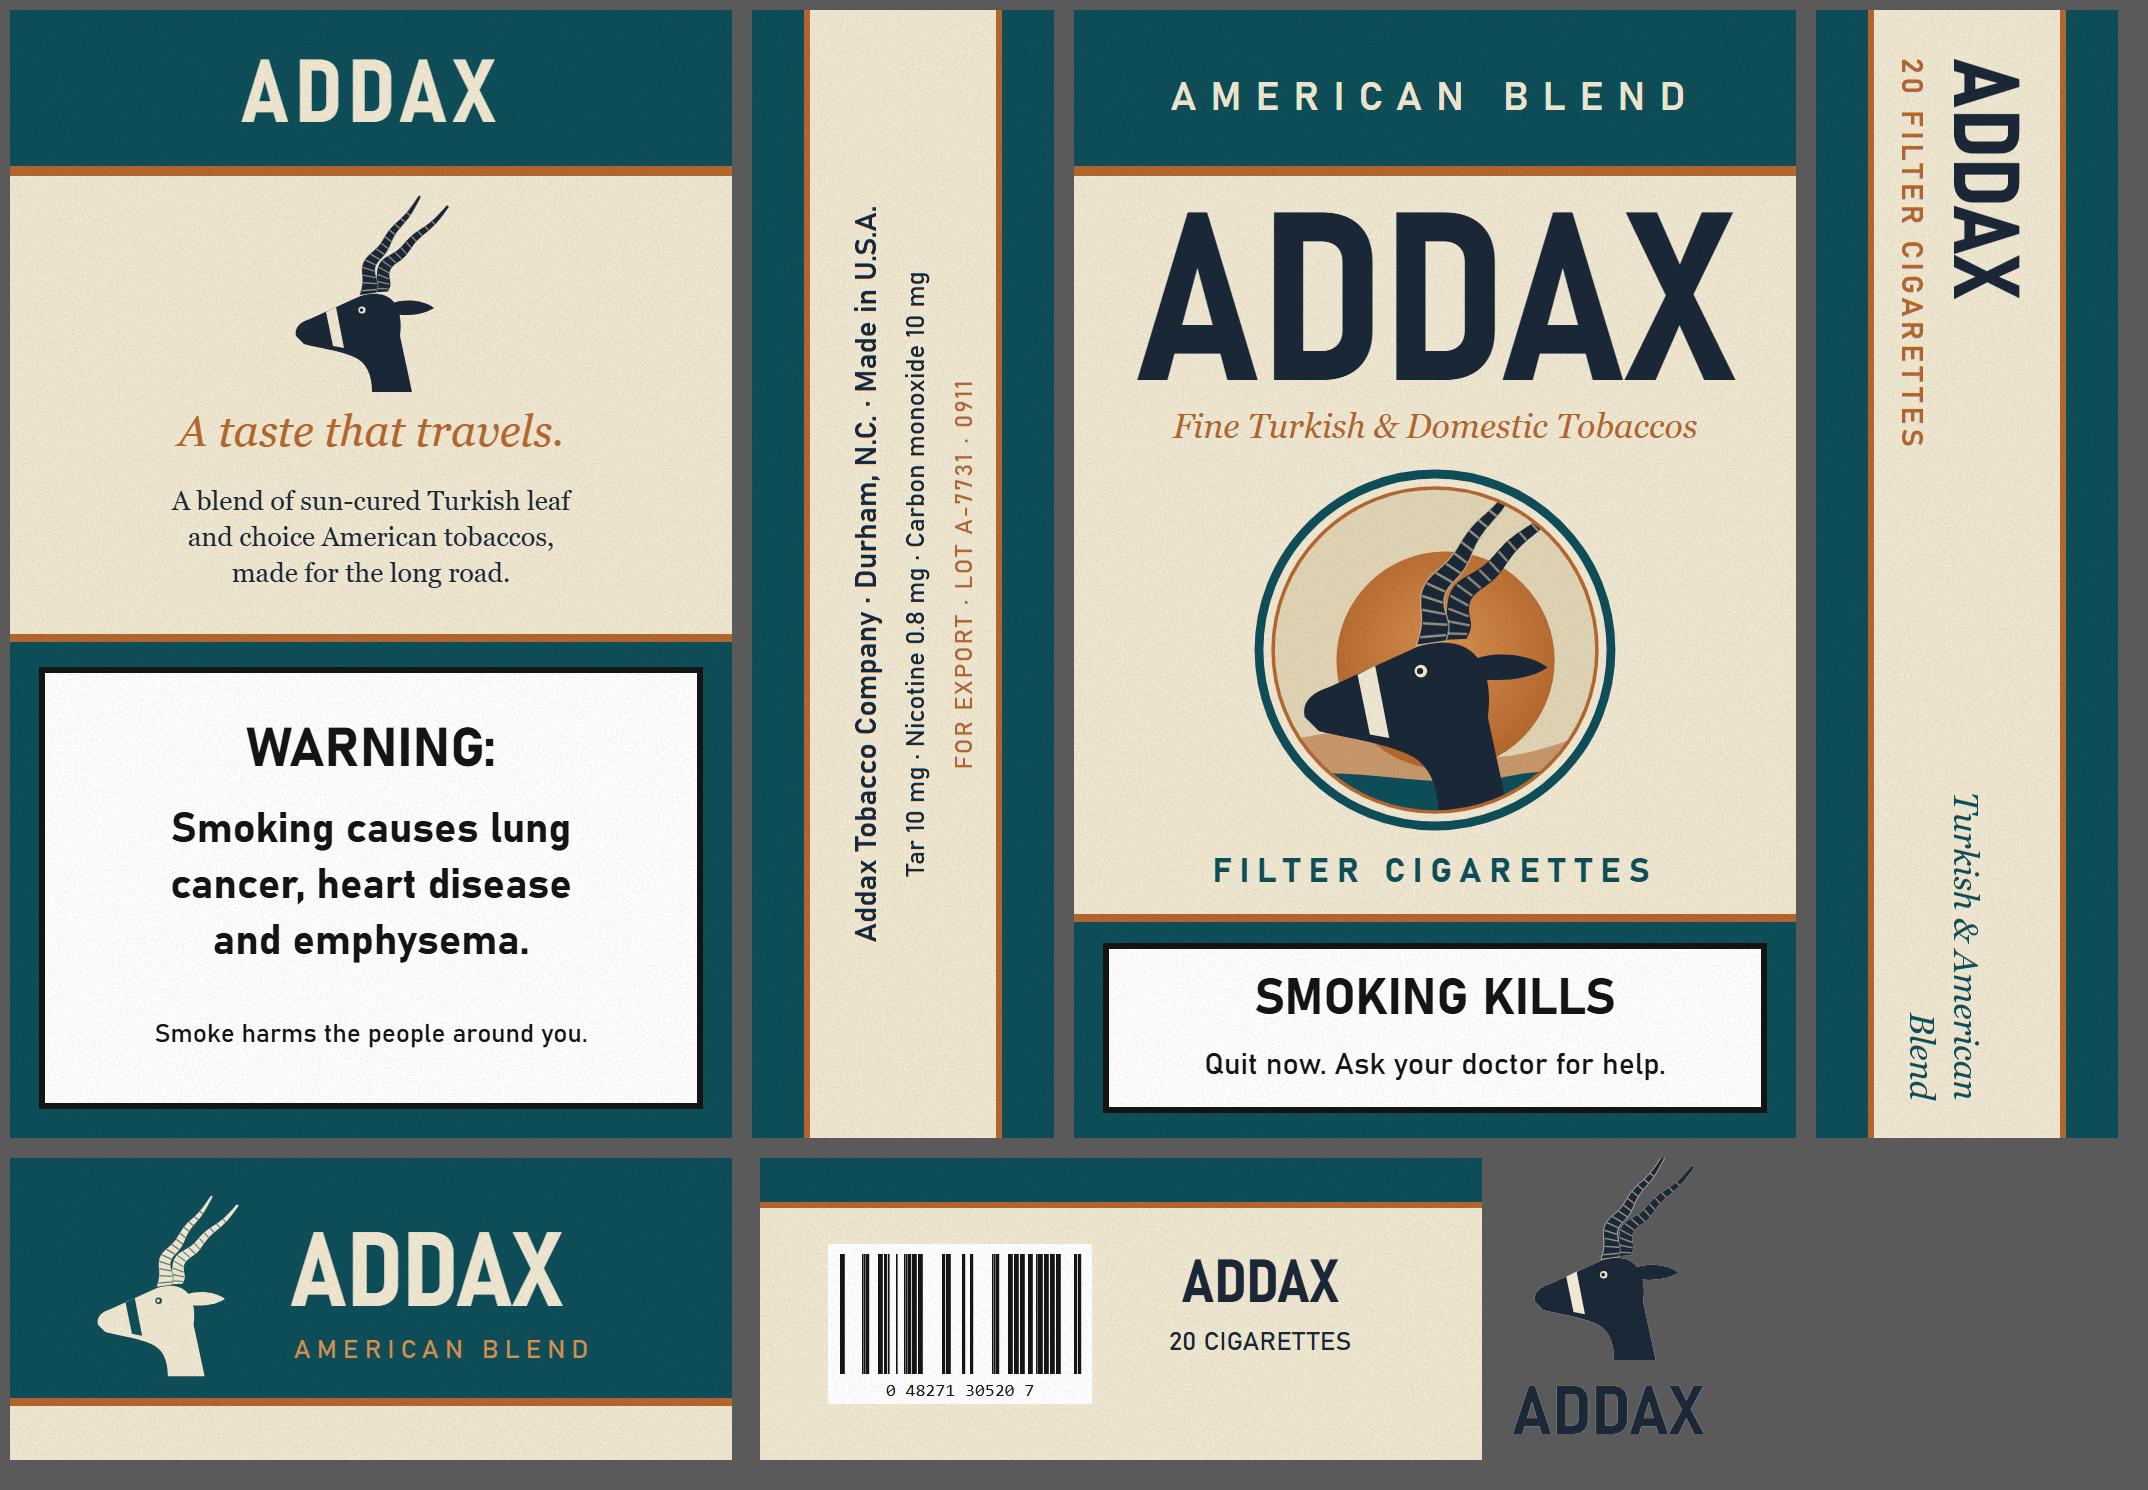 ADDAX
A taste that travels.
A blend of sun-cured Turkish leaf
and choice American tobaccos,
made for the long road.
WARNING:
Smoking causes lung
cancer, heart disease
and emphysema.
Smoke harms the people around you.
Addax Tobacco Company · Durham, N.C. · Made in U.S.A.
Tar 10 mg · Nicotine 0.8 mg · Carbon monoxide 10 mg
FOR EXPORT · LOT A-7731 · 0911
AMERICAN BLEND
ADDAX
Fine Turkish & Domestic Tobaccos
FILTER CIGARETTES
SMOKING KILLS
Quit now. Ask your doctor for help.
ADDAX
20 FILTER CIGARETTES
Turkish & American
Blend
ADDAX
AMERICAN BLEND
0 48271 30520 7
ADDAX
20 CIGARETTES
ADDAX